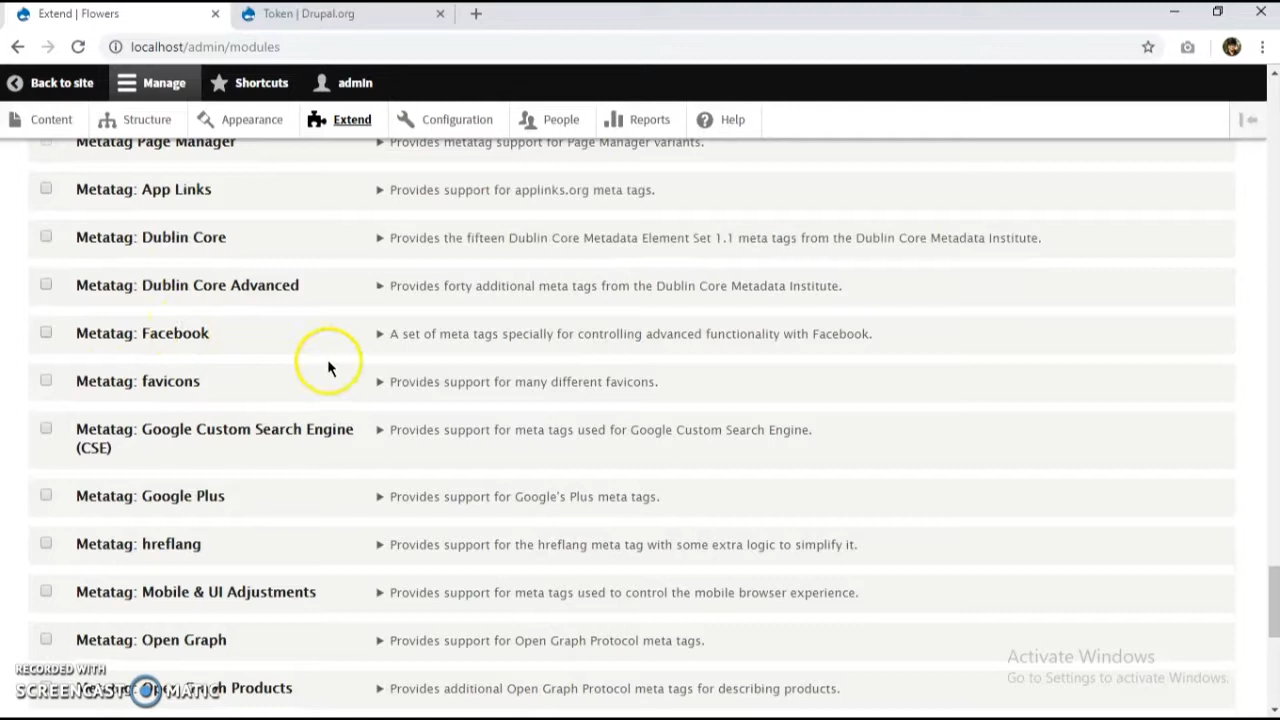 Extend | Flowers
Token | Drupal.org
localhost/admin/modules
Back to site
Manage
Shortcuts
admin
Content
Structure
Appearance
Extend
Configuration
People
Reports
Help
Metatag Page Manager
Provides metatag support for Page Manager variants.
Metatag: App Links
Provides support for applinks.org meta tags.
Metatag: Dublin Core
Provides the fifteen Dublin Core Metadata Element Set 1.1 meta tags from the Dublin Core Metadata Institute.
Metatag: Dublin Core Advanced
Provides forty additional meta tags from the Dublin Core Metadata Institute.
Metatag: Facebook
A set of meta tags specially for controlling advanced functionality with Facebook.
Metatag: favicons
Provides support for many different favicons.
Metatag: Google Custom Search Engine
(CSE)
Provides support for meta tags used for Google Custom Search Engine.
Metatag: Google Plus
Provides support for Google's Plus meta tags.
Metatag: hreflang
Provides support for the hreflang meta tag with some extra logic to simplify it.
Metatag: Mobile & UI Adjustments
Provides support for meta tags used to control the mobile browser experience.
Metatag: Open Graph
Provides support for Open Graph Protocol meta tags.
Metatag: Open Graph Products
Provides additional Open Graph Protocol meta tags for describing products.
Activate Windows
Go to Settings to activate Windows.
RECORDED WITH
SCREENCAST MATIC